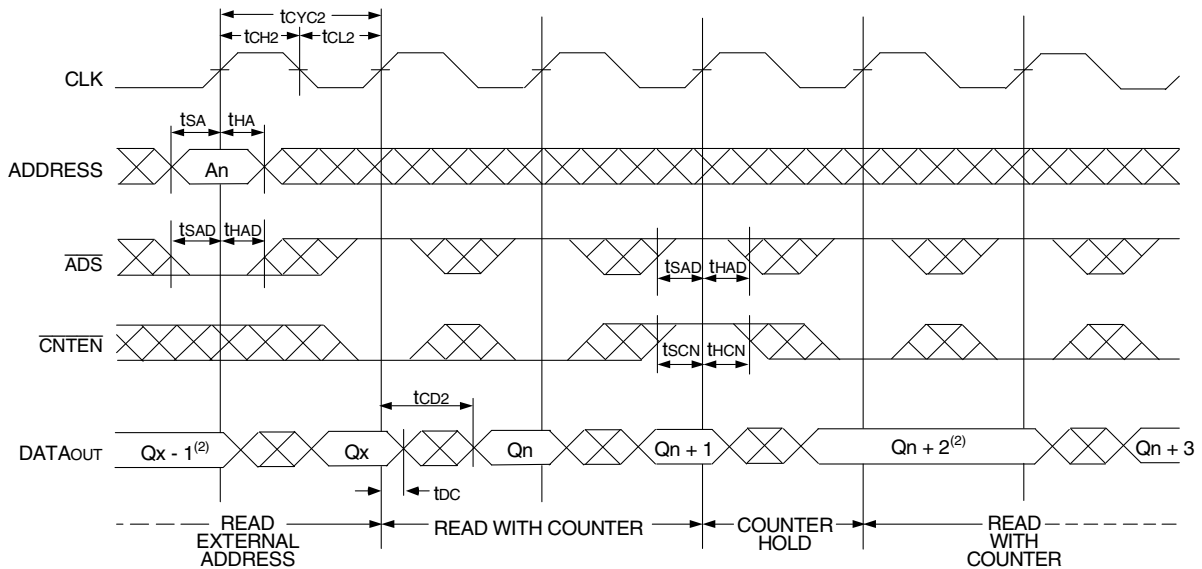 tCYC2
tCH2 tCL2
CLK
tSA tHA
ADDRESS An
tSAD tHAD
ADS
tSAD tHAD
CNTEN
tSCN tHCN
tCD2
DATAOUT Qx - 1(2) Qx Qn Qn + 1 Qn + 2(2) Qn + 3
tDC
READ EXTERNAL ADDRESS
READ WITH COUNTER
COUNTER HOLD
READ WITH COUNTER